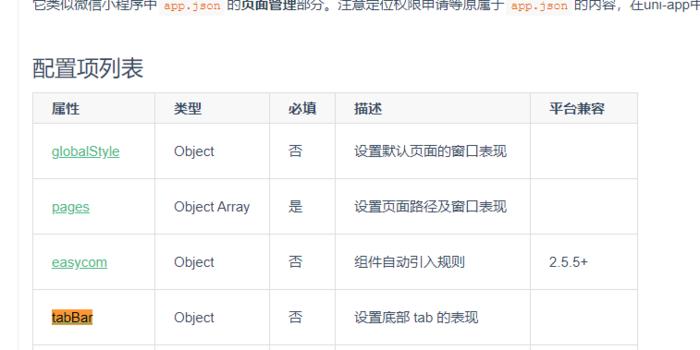 它类似微信小程序中 app.json 的页面管理部分。注意定位权限申请等原属于 app.json 的内容，在uni-app中
配置项列表
属性 类型 必填 描述 平台兼容
globalStyle Object 否 设置默认页面的窗口表现
pages Object Array 是 设置页面路径及窗口表现
easycom Object 否 组件自动引入规则 2.5.5+
tabBar Object 否 设置底部 tab 的表现